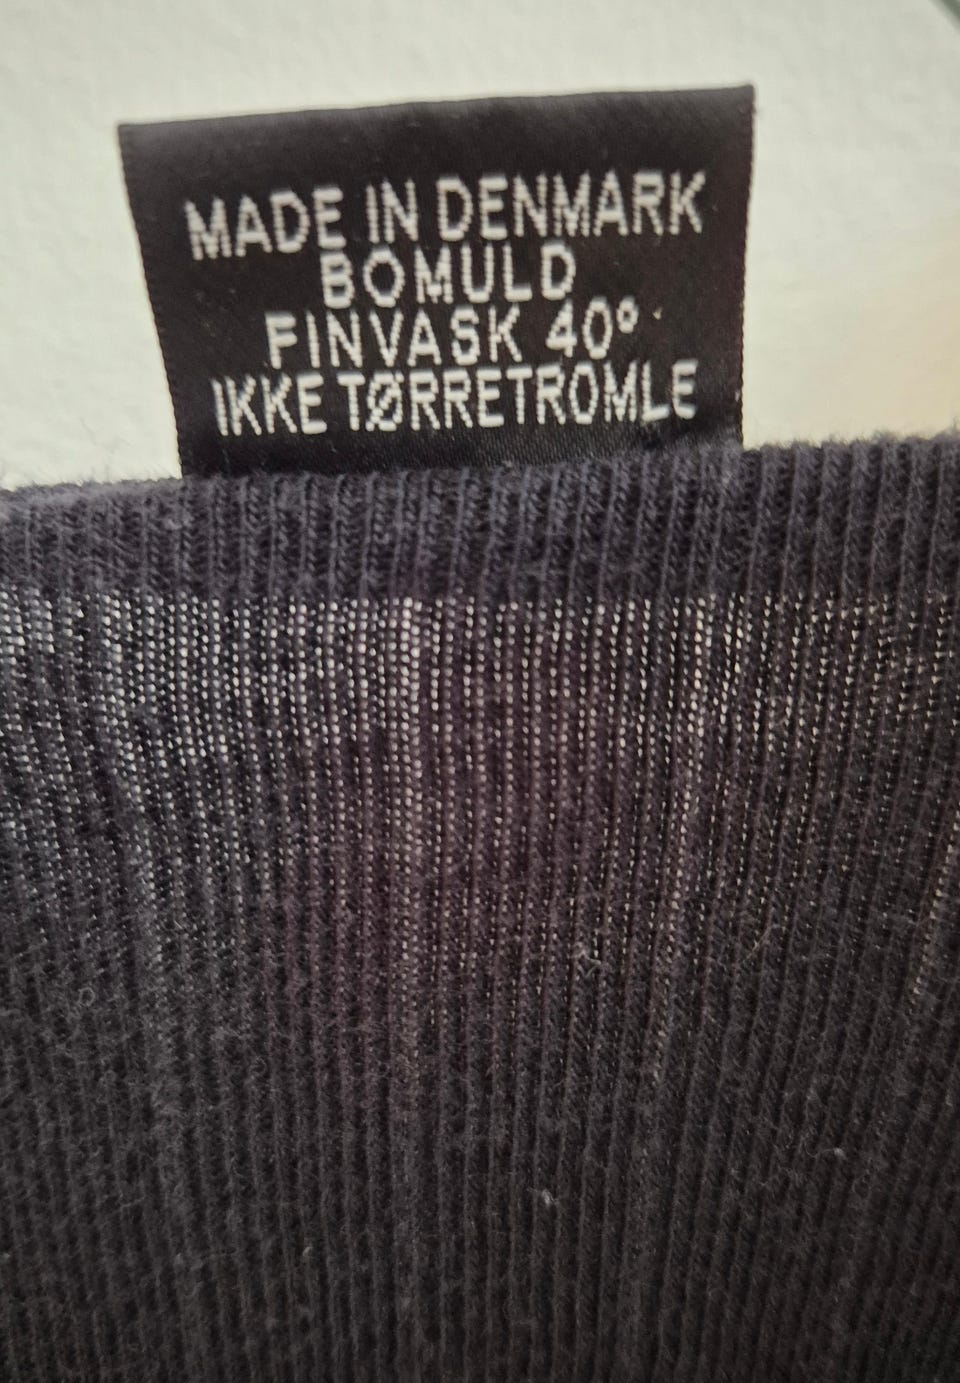 MADE IN DENMARK
BOMULD
FINVASK 40°
IKKE TØRRETROMLE